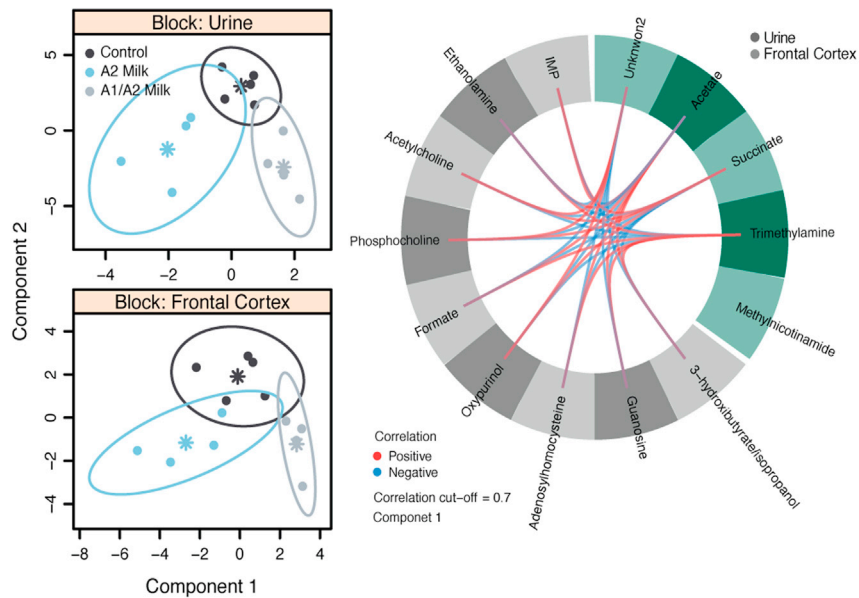 Block: Urine
Control
A2 Milk
A1/A2 Milk
5
0
−5
−4
−2
0
2
Component 2
Block: Frontal Cortex
4
2
0
−2
−4
−8
−6
−4
−2
0
2
4
Component 1
Urine
Frontal Cortex
IMP
Unknwon2
Acetate
Succinate
Trimethylamine
Methylnicotinamide
3−hydroxibutyrate/isopropanol
Guanosine
Adenosylhomocysteine
Oxypurinol
Formate
Phosphocholine
Acetylcholine
Ethanolamine
Correlation
Positive
Negative
Correlation cut−off = 0.7
Componet 1